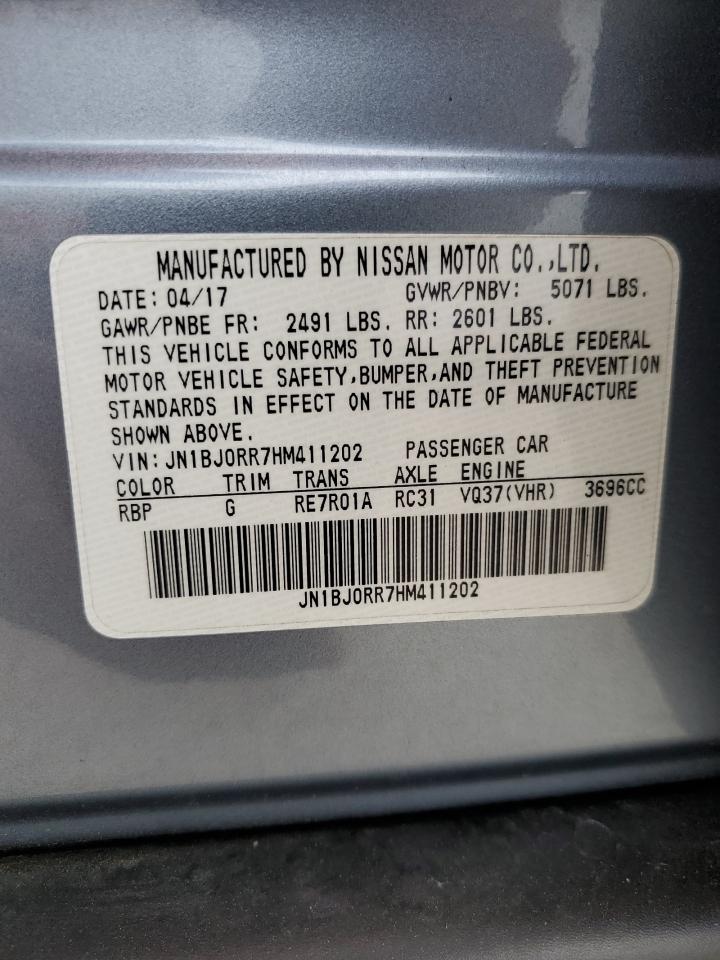 MANUFACTURED BY NISSAN MOTOR CO.,LTD.
DATE: 04/17 GVWR/PNBV: 5071 LBS.
GAWR/PNBE FR: 2491 LBS. RR: 2601 LBS.
THIS VEHICLE CONFORMS TO ALL APPLICABLE FEDERAL
MOTOR VEHICLE SAFETY,BUMPER,AND THEFT PREVENTION
STANDARDS IN EFFECT ON THE DATE OF MANUFACTURE
SHOWN ABOVE.
VIN: JN1BJ0RR7HM411202 PASSENGER CAR
COLOR TRIM TRANS AXLE ENGINE
RBP G RE7R01A RC31 VQ37(VHR) 3696CC
JN1BJ0RR7HM411202